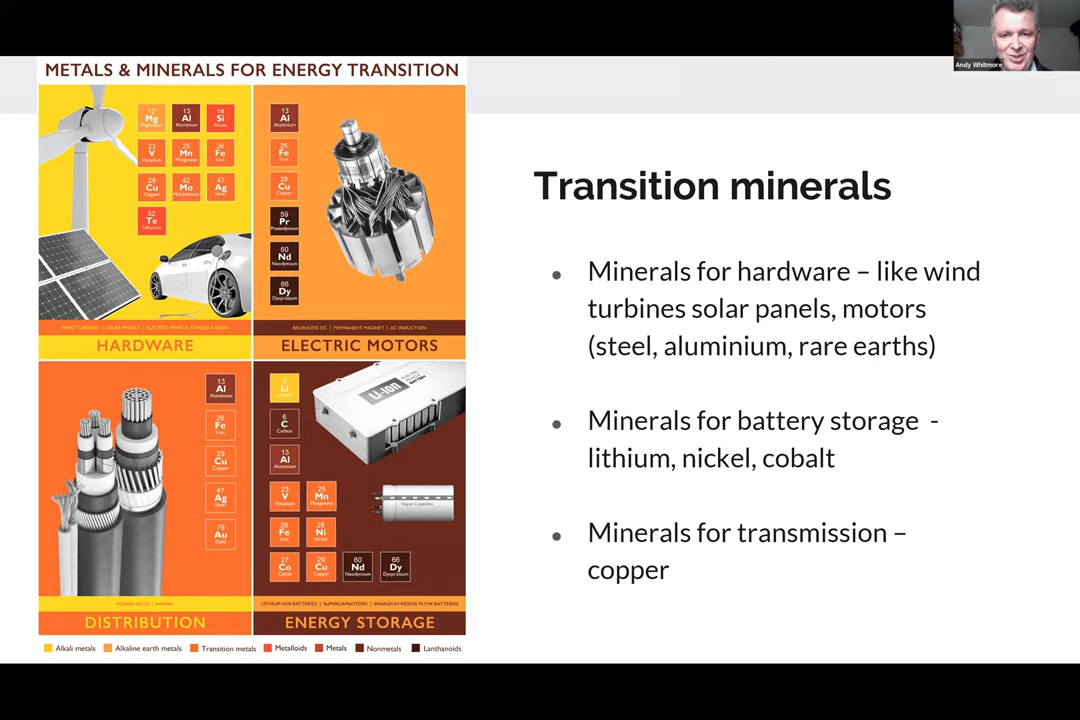 Andy Whitmore
METALS & MINERALS FOR ENERGY TRANSITION
12
Mg
Magnesium
13
Al
Aluminium
14
Si
Silicon
23
V
Vanadium
25
Mn
Manganese
26
Fe
Iron
29
Cu
Copper
42
Mo
Molybdenum
47
Ag
Silver
52
Te
Tellurium
WIND TURBINES | SOLAR PANELS | ELECTRIC VEHICLE CHASSIS & BODY
HARDWARE
13
Al
Aluminium
26
Fe
Iron
29
Cu
Copper
59
Pr
Praseodymium
60
Nd
Neodymium
66
Dy
Dysprosium
BRUSHLESS DC | PERMANENT MAGNET | AC INDUCTION
ELECTRIC MOTORS
13
Al
Aluminium
26
Fe
Iron
29
Cu
Copper
47
Ag
Silver
79
Au
Gold
WIRING
DISTRIBUTION
3
Li
6
C
Carbon
13
Al
Aluminium
23
V
Vanadium
25
Mn
Manganese
26
Fe
Iron
28
Ni
Nickel
27
Co
Cobalt
29
Cu
Copper
60
Nd
Neodymium
66
Dy
Dysprosium
LI-ION
BATTERY
Super Capacitor
LITHIUM-ION BATTERIES | SUPERCAPACITORS | VANADIUM REDOX FLOW BATTERIES
ENERGY STORAGE
Alkali metals
Alkaline earth metals
Transition metals
Metalloids
Metals
Nonmetals
Lanthanoids
Transition minerals
• Minerals for hardware – like wind
turbines solar panels, motors
(steel, aluminium, rare earths)
• Minerals for battery storage -
lithium, nickel, cobalt
• Minerals for transmission –
copper